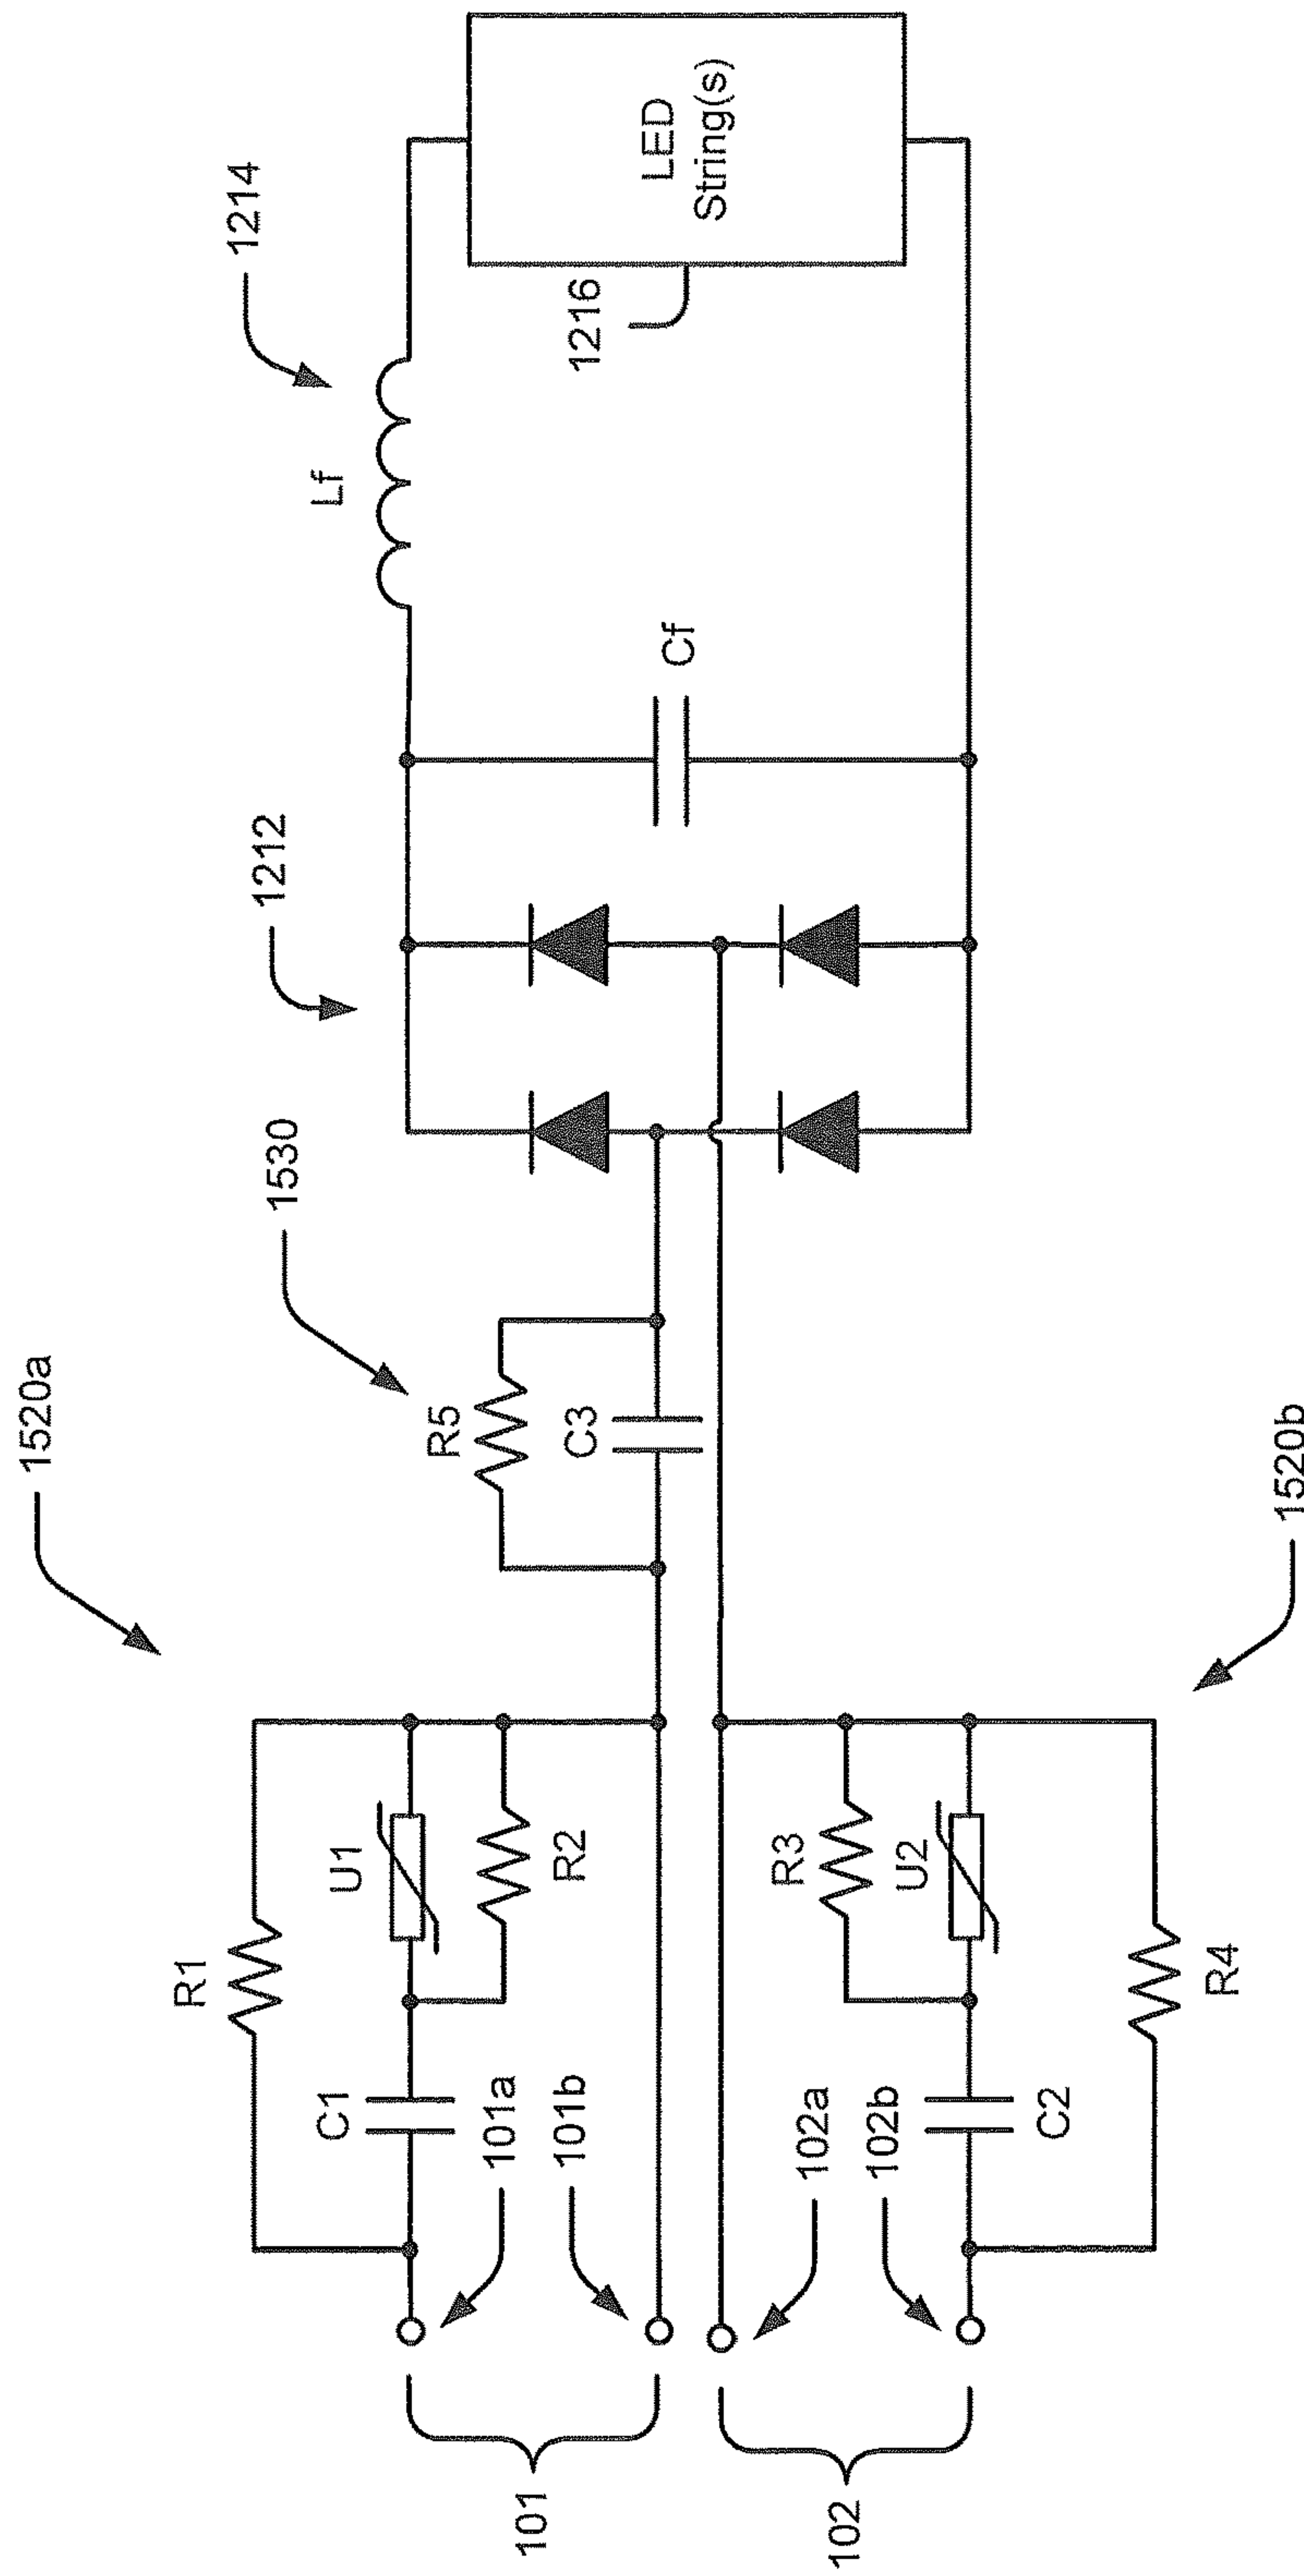 1520a
1530
1212
1214
R1
U1
R2
C1
101a
101b
101
R5
C3
Lf
Cf
1216
LED
String(s)
102
102a
102b
R3
U2
C2
R4
1520b